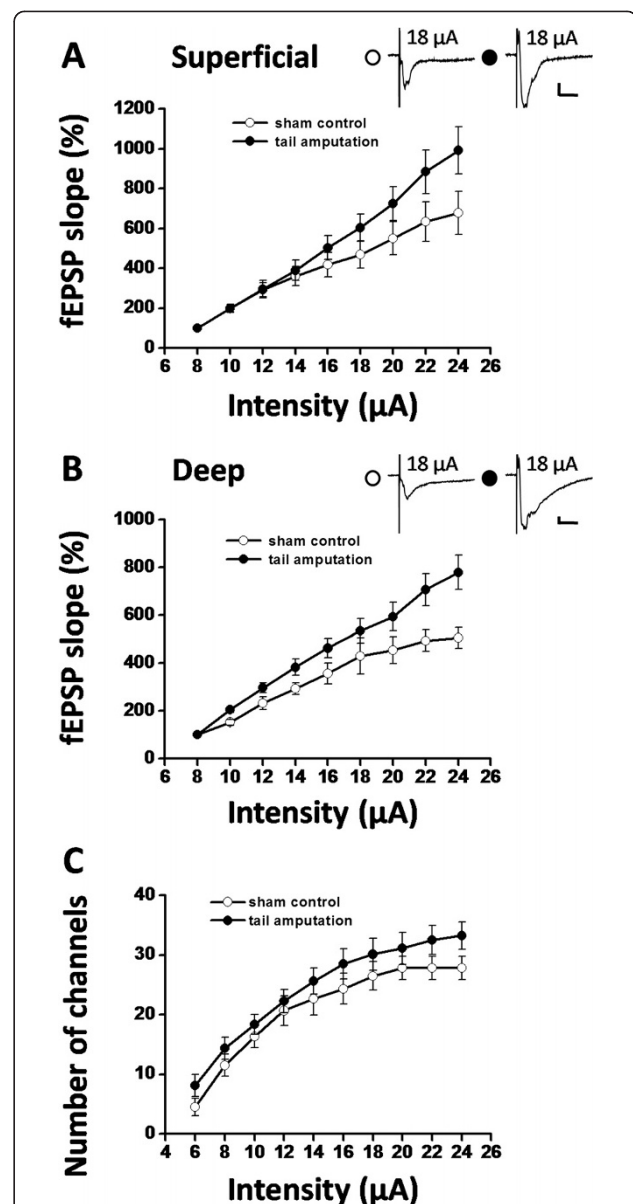 A Superficial
18 μA 18 μA
sham control
tail amputation
fEPSP slope (%)
1200
1000
800
600
400
200
0
6 8 10 12 14 16 18 20 22 24 26
Intensity (μA)
B Deep
18 μA 18 μA
sham control
tail amputation
fEPSP slope (%)
1000
800
600
400
200
0
6 8 10 12 14 16 18 20 22 24 26
Intensity (μA)
C
sham control
tail amputation
Number of channels
40
30
20
10
0
4 6 8 10 12 14 16 18 20 22 24 26
Intensity (μA)